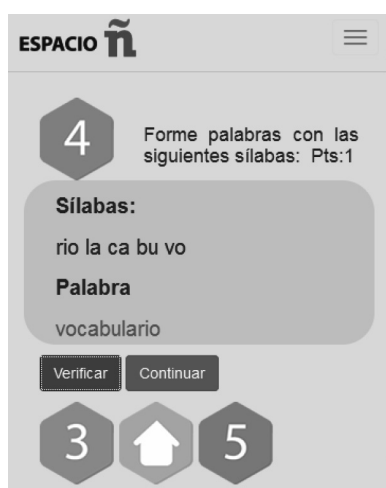 ESPACIO ñ
4
Forme palabras con las
siguientes sílabas: Pts:1
Sílabas:
rio la ca bu vo
Palabra
vocabulario
Verificar Continuar
3 5